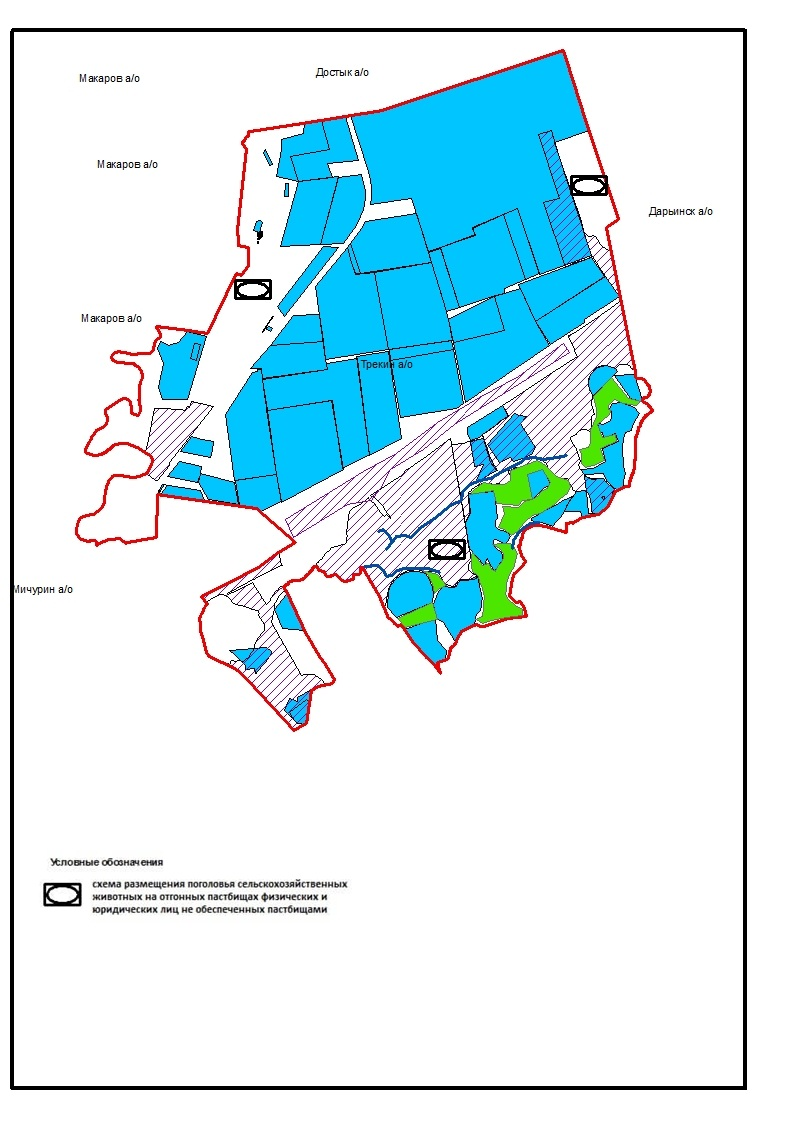 Макаров а/о
Достык а/о
Макаров а/о
Дарьинск а/о
Макаров а/о
Трекин а/о
Мичурин а/о
Условные обозначения
схема размещения поголовья сельскохозяйственных
животных на отгонных пастбищах физических и
юридических лиц не обеспеченных пастбищами